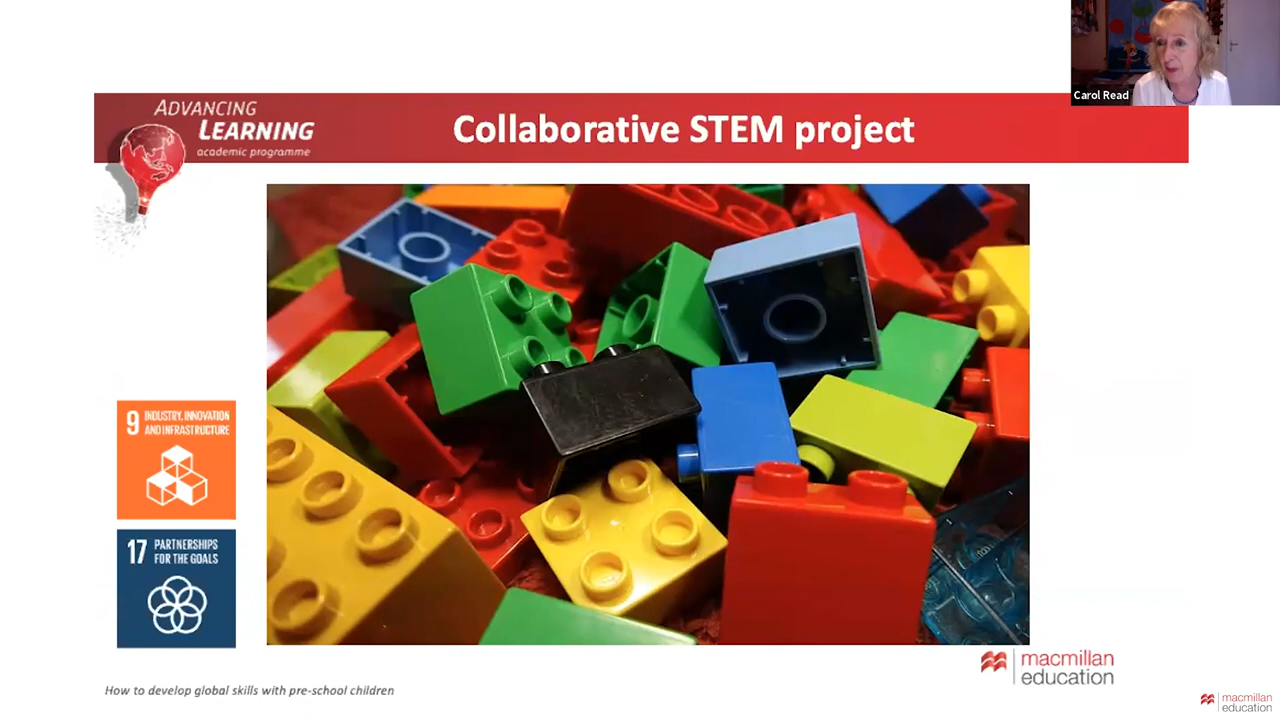 Carol Read
ADVANCING
LEARNING
academic programme
Collaborative STEM project
9 INDUSTRY, INNOVATION
AND INFRASTRUCTURE
17 PARTNERSHIPS
FOR THE GOALS
macmillan
education
How to develop global skills with pre-school children
macmillan
education